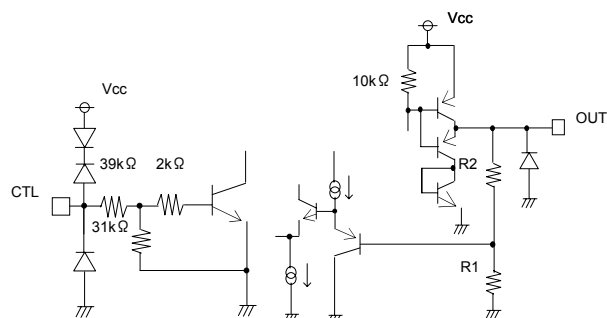 Vcc
10kΩ
Vcc
OUT
39kΩ
2kΩ
R2
CTL
31kΩ
R1